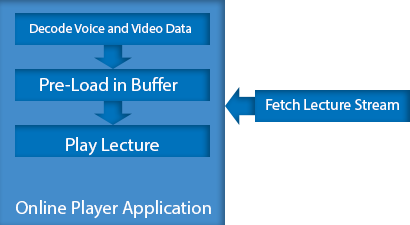 Decode Voice and Video Data
Pre-Load in Buffer
Fetch Lecture Stream
Play Lecture
Online Player Application